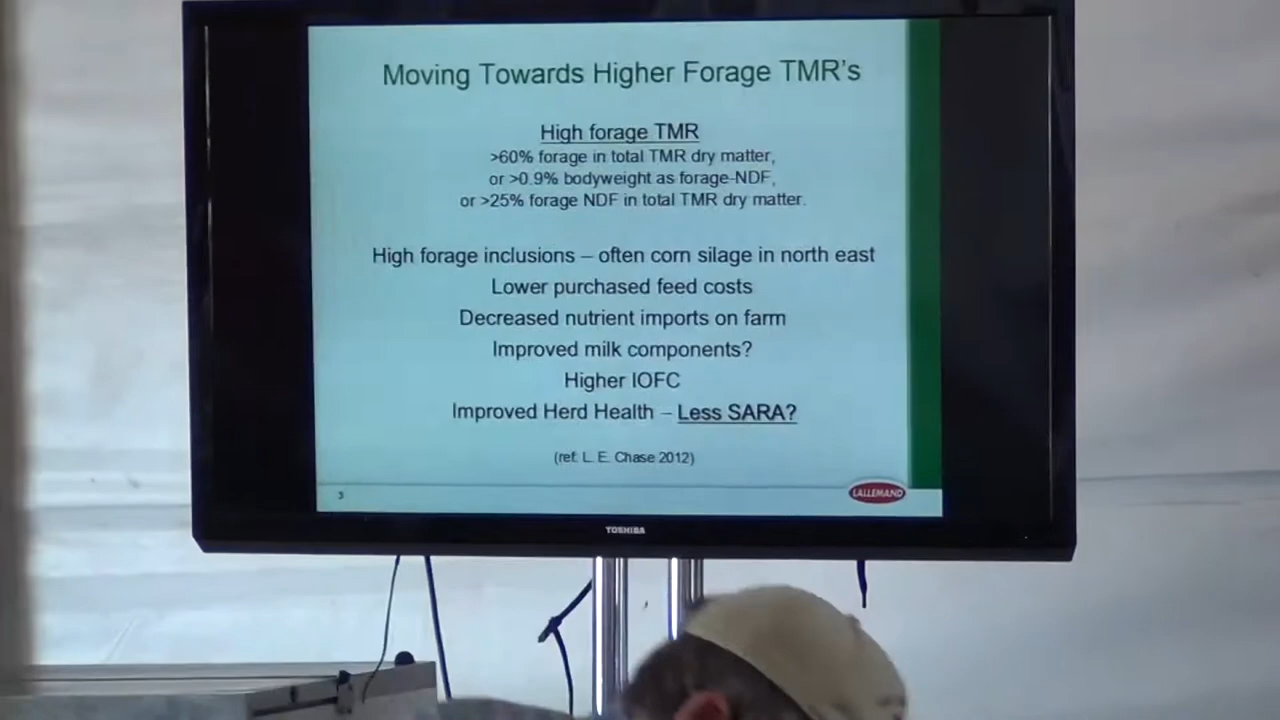 Moving Towards Higher Forage TMR's
High forage TMR
>60% forage in total TMR dry matter,
or >0.9% bodyweight as forage-NDF,
or >25% forage NDF in total TMR dry matter.
High forage inclusions – often corn silage in north east
Lower purchased feed costs
Decreased nutrient imports on farm
Improved milk components?
Higher IOFC
Improved Herd Health – Less SARA?
(ref. L. E. Chase 2012)
3
LALLEMAND
TOSHIBA